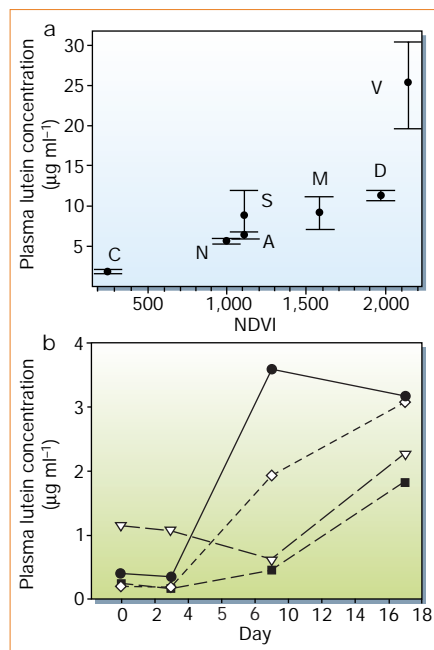 a
Plasma lutein concentration
(μg ml⁻¹)
30
25
20
15
10
5
V
D
M
S
A
N
C
500
1,000
1,500
2,000
NDVI
b
Plasma lutein concentration
(μg ml⁻¹)
4
3
2
1
0
0 2 4 6 8 10 12 14 16 18
Day